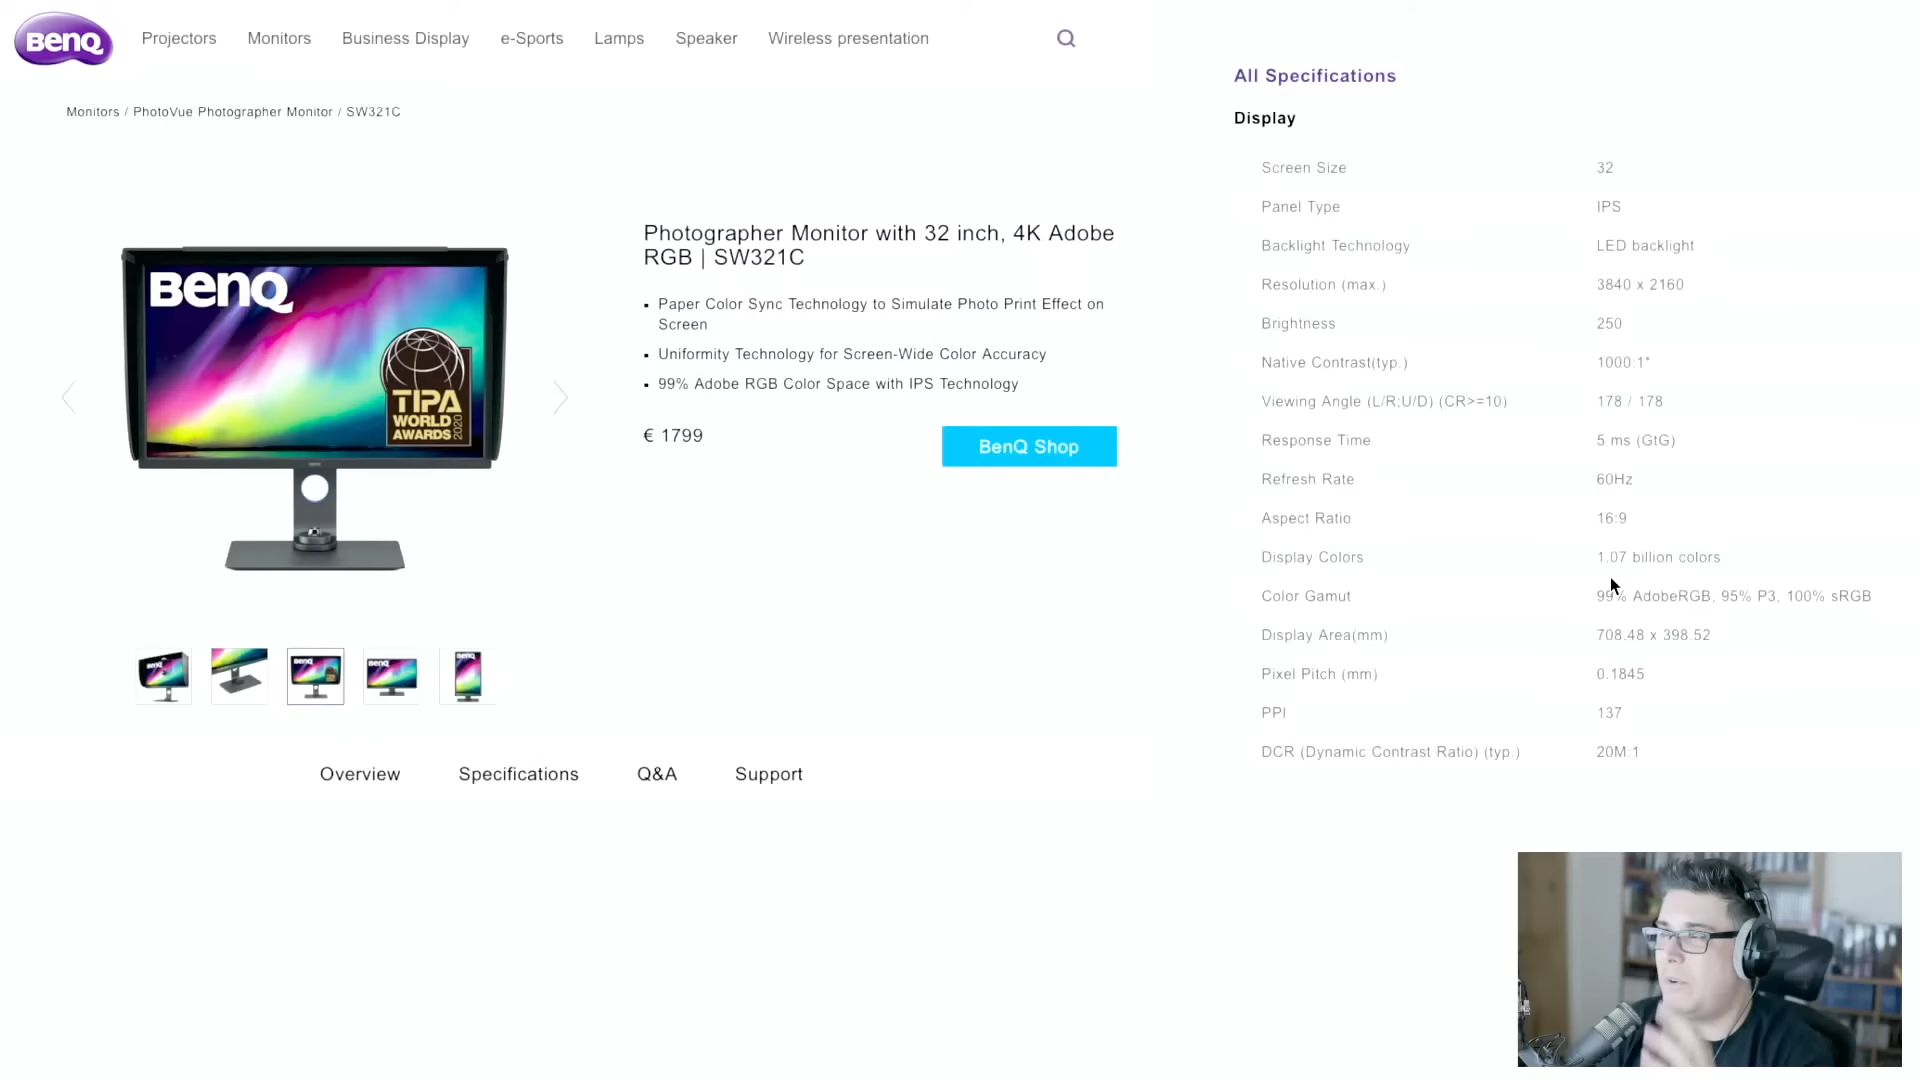 BenQ
Projectors
Monitors
Business Display
e-Sports
Lamps
Speaker
Wireless presentation
Monitors / PhotoVue Photographer Monitor / SW321C
BenQ
TIPA
WORLD
AWARDS 2020
Photographer Monitor with 32 inch, 4K Adobe
RGB | SW321C
Paper Color Sync Technology to Simulate Photo Print Effect on
Screen
Uniformity Technology for Screen-Wide Color Accuracy
99% Adobe RGB Color Space with IPS Technology
€ 1799
BenQ Shop
Overview
Specifications
Q&A
Support
All Specifications
Display
Screen Size 32
Panel Type IPS
Backlight Technology LED backlight
Resolution (max.) 3840 x 2160
Brightness 250
Native Contrast(typ.) 1000:1*
Viewing Angle (L/R;U/D) (CR>=10) 178 / 178
Response Time 5 ms (GtG)
Refresh Rate 60Hz
Aspect Ratio 16:9
Display Colors 1.07 billion colors
Color Gamut 99% AdobeRGB, 95% P3, 100% sRGB
Display Area(mm) 708.48 x 398.52
Pixel Pitch (mm) 0.1845
PPI 137
DCR (Dynamic Contrast Ratio) (typ.) 20M:1